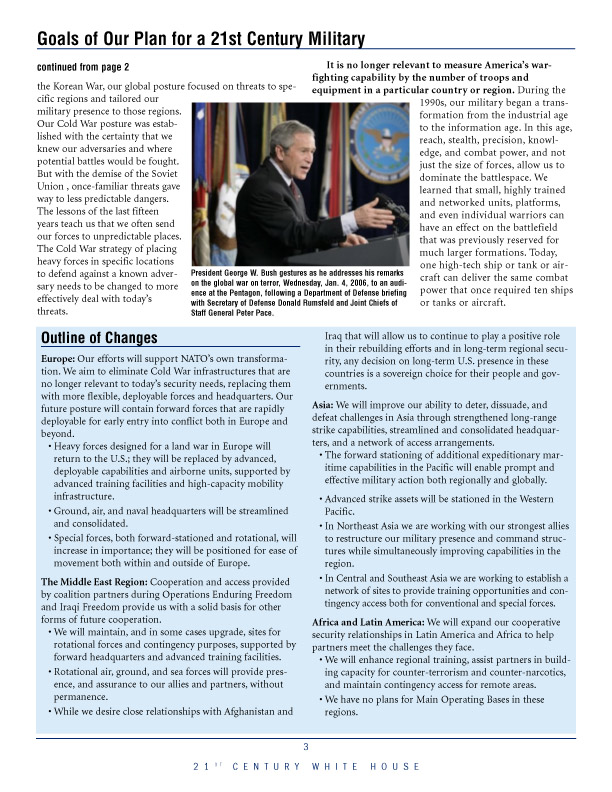 Goals of Our Plan for a 21st Century Military
continued from page 2
the Korean War, our global posture focused on threats to spe-
cific regions and tailored our
military presence to those regions.
Our Cold War posture was estab-
lished with the certainty that we
knew our adversaries and where
potential battles would be fought.
But with the demise of the Soviet
Union , once-familiar threats gave
way to less predictable dangers.
The lessons of the last fifteen
years teach us that we often send
our forces to unpredictable places.
The Cold War strategy of placing
heavy forces in specific locations
to defend against a known adver-
sary needs to be changed to more
effectively deal with today's
threats.
President George W. Bush gestures as he addresses his remarks
on the global war on terror, Wednesday, Jan. 4, 2006, to an audi-
ence at the Pentagon, following a Department of Defense briefing
with Secretary of Defense Donald Rumsfeld and Joint Chiefs of
Staff General Peter Pace.
It is no longer relevant to measure America's war-
fighting capability by the number of troops and
equipment in a particular country or region. During the
1990s, our military began a trans-
formation from the industrial age
to the information age. In this age,
reach, stealth, precision, knowl-
edge, and combat power, and not
just the size of forces, allow us to
dominate the battlespace. We
learned that small, highly trained
and networked units, platforms,
and even individual warriors can
have an effect on the battlefield
that was previously reserved for
much larger formations. Today,
one high-tech ship or tank or air-
craft can deliver the same combat
power that once required ten ships
or tanks or aircraft.
Outline of Changes
Europe: Our efforts will support NATO's own transforma-
tion. We aim to eliminate Cold War infrastructures that are
no longer relevant to today's security needs, replacing them
with more flexible, deployable forces and headquarters. Our
future posture will contain forward forces that are rapidly
deployable for early entry into conflict both in Europe and
beyond.
• Heavy forces designed for a land war in Europe will
return to the U.S.; they will be replaced by advanced,
deployable capabilities and airborne units, supported by
advanced training facilities and high-capacity mobility
infrastructure.
• Ground, air, and naval headquarters will be streamlined
and consolidated.
• Special forces, both forward-stationed and rotational, will
increase in importance; they will be positioned for ease of
movement both within and outside of Europe.
The Middle East Region: Cooperation and access provided
by coalition partners during Operations Enduring Freedom
and Iraqi Freedom provide us with a solid basis for other
forms of future cooperation.
• We will maintain, and in some cases upgrade, sites for
rotational forces and contingency purposes, supported by
forward headquarters and advanced training facilities.
• Rotational air, ground, and sea forces will provide pres-
ence, and assurance to our allies and partners, without
permanence.
• While we desire close relationships with Afghanistan and
Iraq that will allow us to continue to play a positive role
in their rebuilding efforts and in long-term regional secu-
rity, any decision on long-term U.S. presence in these
countries is a sovereign choice for their people and gov-
ernments.
Asia: We will improve our ability to deter, dissuade, and
defeat challenges in Asia through strengthened long-range
strike capabilities, streamlined and consolidated headquar-
ters, and a network of access arrangements.
• The forward stationing of additional expeditionary mar-
itime capabilities in the Pacific will enable prompt and
effective military action both regionally and globally.
• Advanced strike assets will be stationed in the Western
Pacific.
• In Northeast Asia we are working with our strongest allies
to restructure our military presence and command struc-
tures while simultaneously improving capabilities in the
region.
• In Central and Southeast Asia we are working to establish a
network of sites to provide training opportunities and con-
tingency access both for conventional and special forces.
Africa and Latin America: We will expand our cooperative
security relationships in Latin America and Africa to help
partners meet the challenges they face.
• We will enhance regional training, assist partners in build-
ing capacity for counter-terrorism and counter-narcotics,
and maintain contingency access for remote areas.
• We have no plans for Main Operating Bases in these
regions.
3
21ST CENTURY WHITE HOUSE